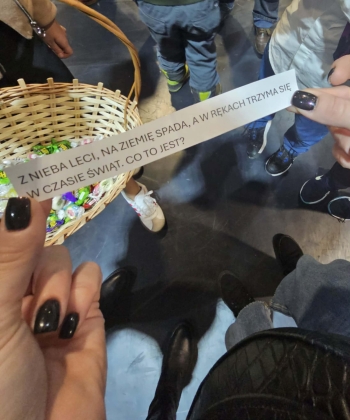 Z NIEBA LECI, NA ZIEMIĘ SPADA, A W RĘKACH TRZYMA SIĘ
W CZASIE ŚWIĄT. CO TO JEST?